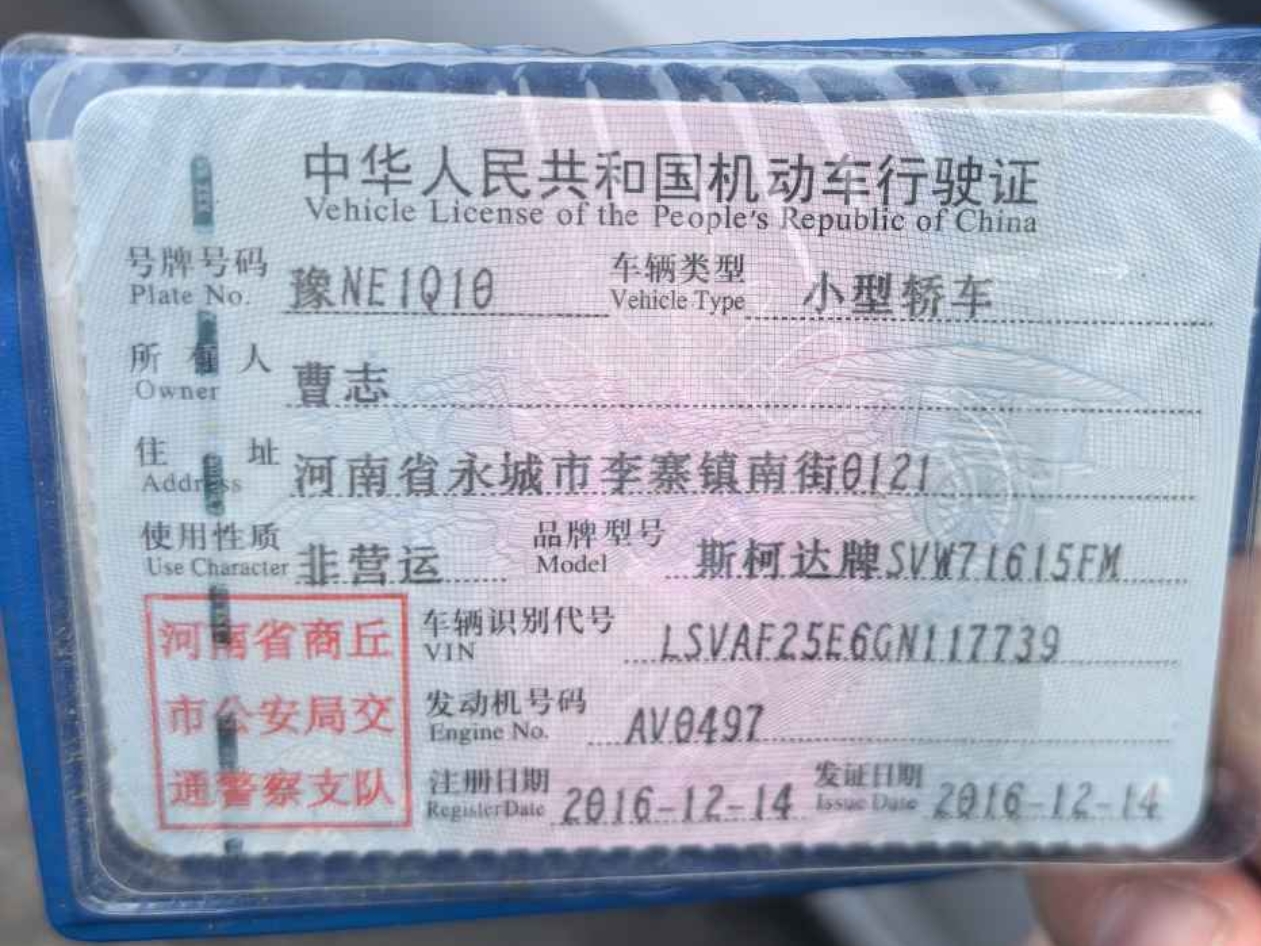 中华人民共和国机动车行驶证
Vehicle License of the People's Republic of China
号牌号码 豫NE1Q10 车辆类型 小型轿车
Plate No. Vehicle Type
所有人 曹志
Owner
住址 河南省永城市李寨镇南街0121
Address
使用性质 非营运 品牌型号 斯柯达牌SVW71615FM
Use Character Model
河南省商丘
市公安局交
通警察支队
车辆识别代号 LSVAF25E6GN117739
VIN
发动机号码 AV0497
Engine No.
注册日期 2016-12-14 发证日期 2016-12-14
Register Date Issue Date